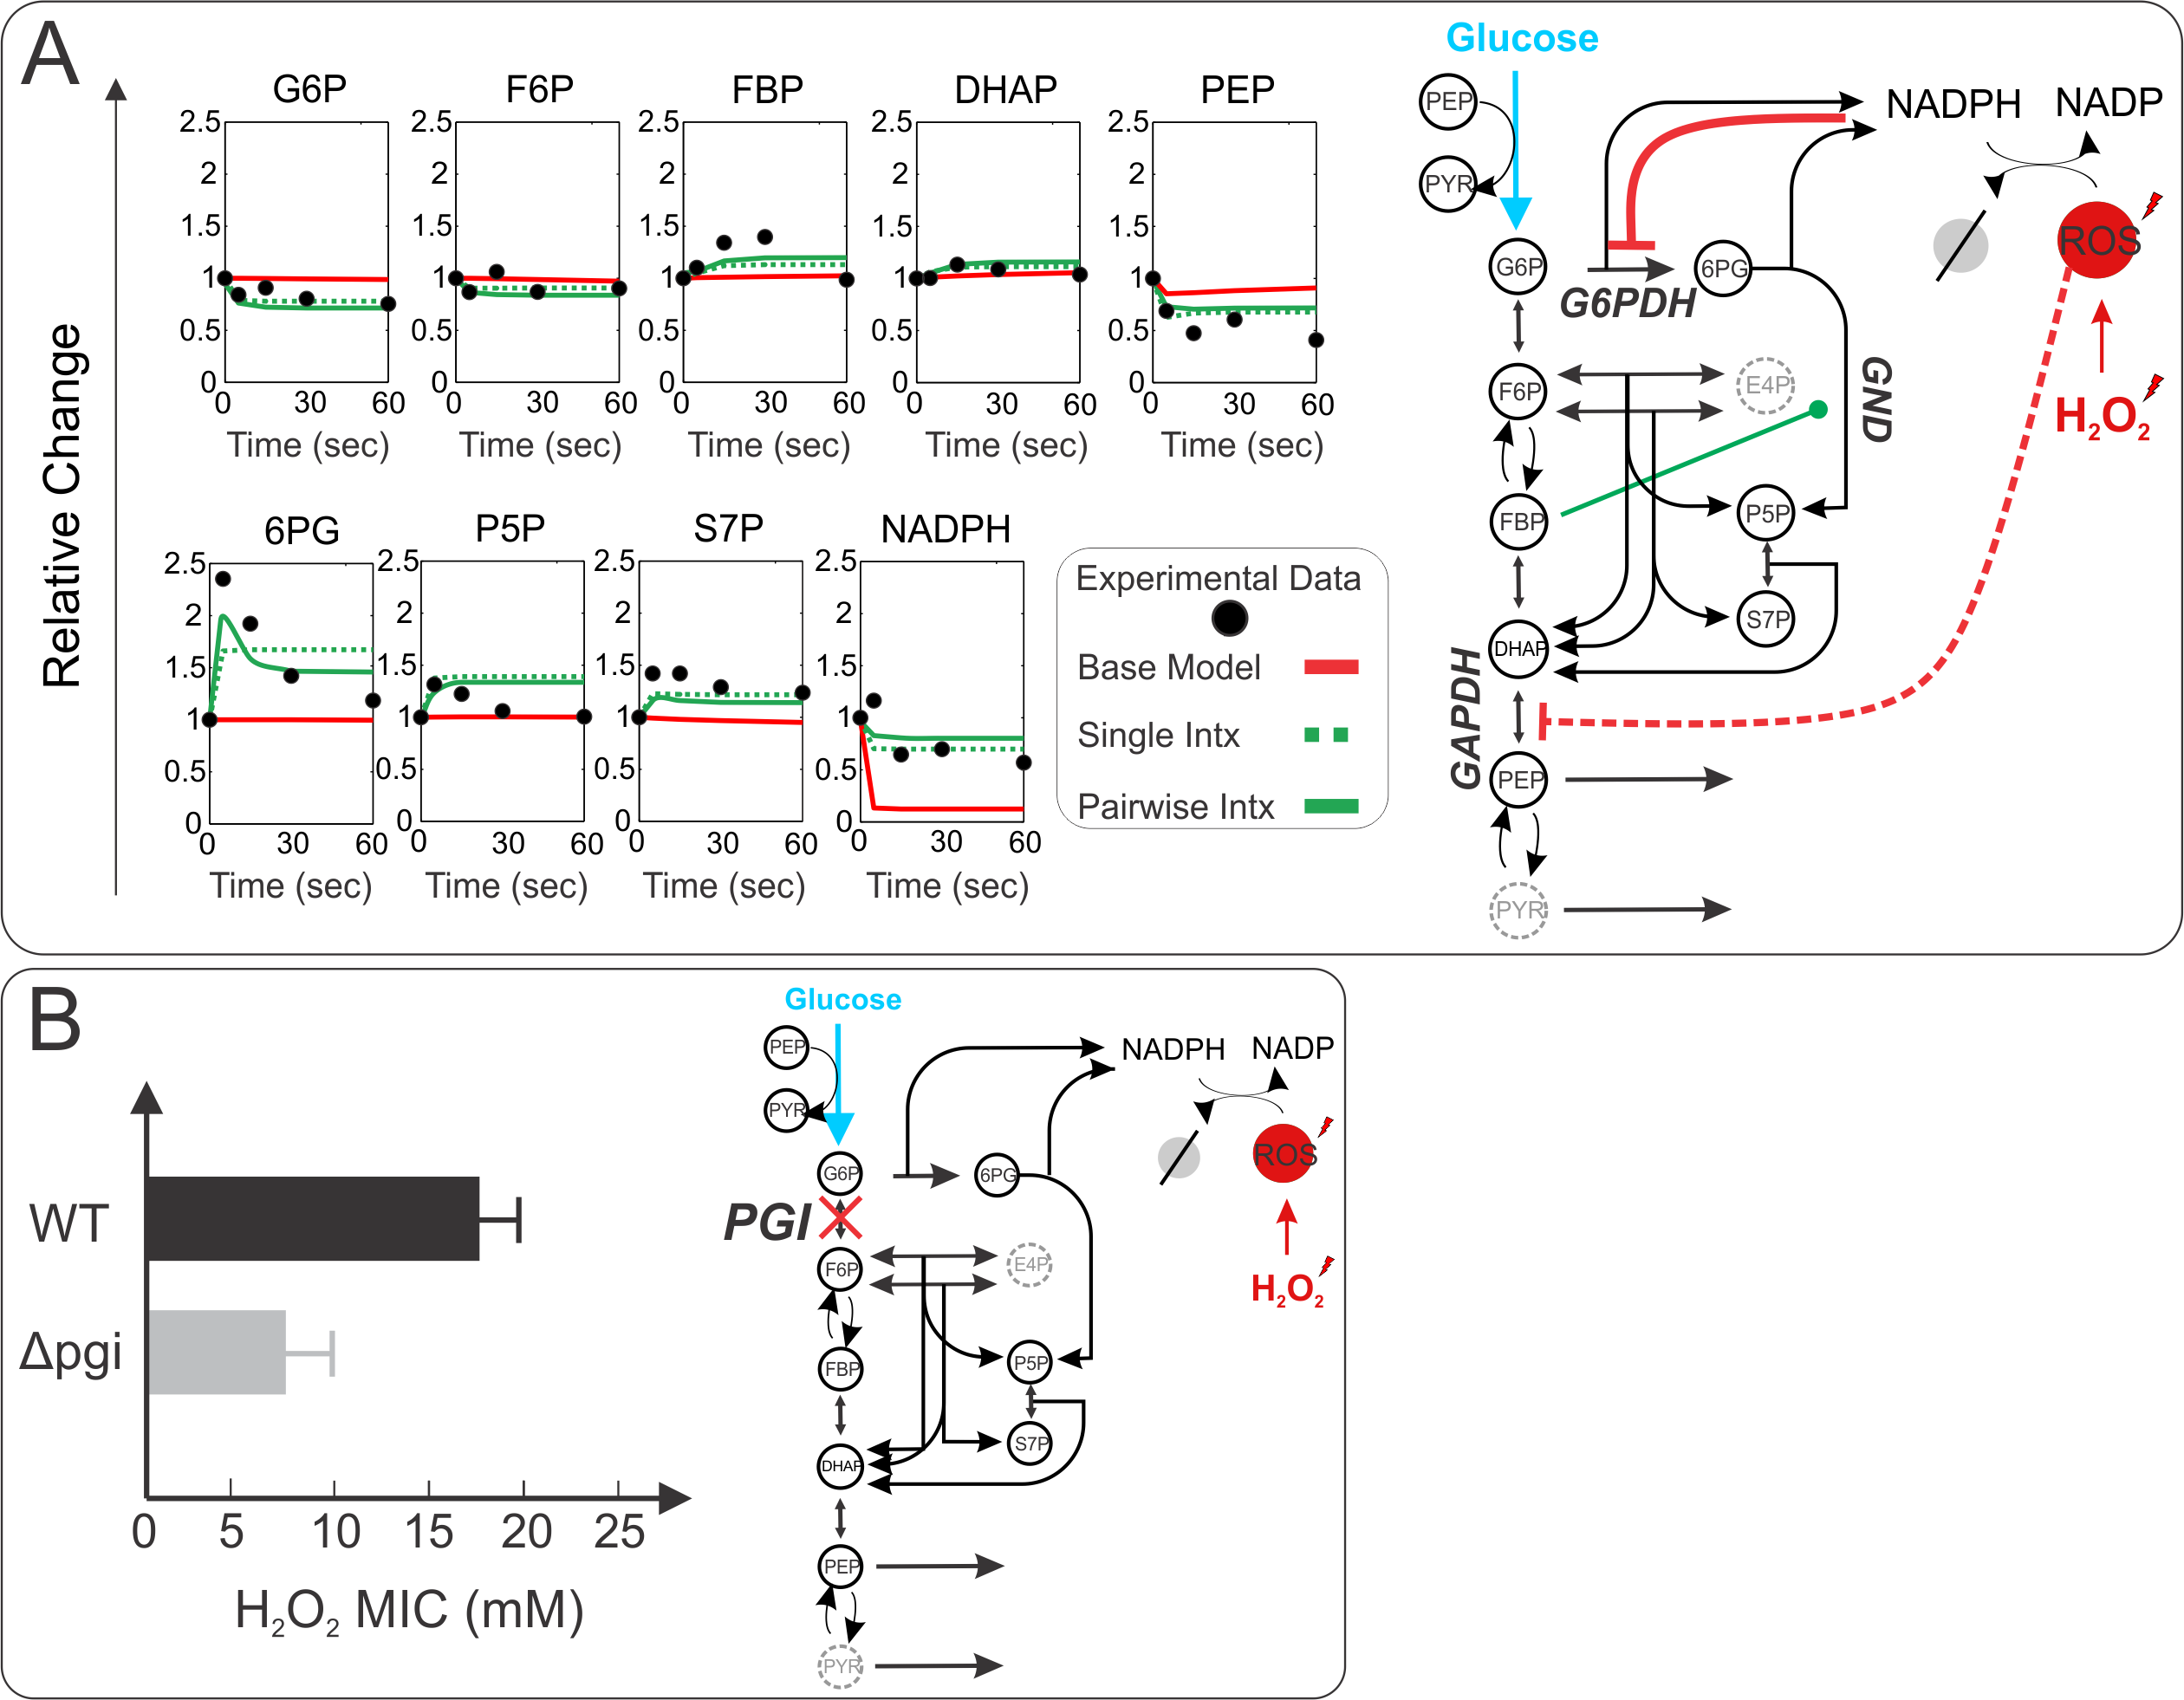 A
Relative Change
G6P
F6P
FBP
DHAP
PEP
2.5 2 1.5 1 0.5 0
0 30 60
Time (sec)
2.5 2 1.5 1 0.5 0
0 30 60
Time (sec)
2.5 2 1.5 1 0.5 0
0 30 60
Time (sec)
2.5 2 1.5 1 0.5 0
0 30 60
Time (sec)
2.5 2 1.5 1 0.5 0
0 30 60
Time (sec)
6PG
P5P
S7P
NADPH
2.5 2 1.5 1 0.5 0
0 30 60
Time (sec)
2.5 2 1.5 1 0.5 0
0 30 60
Time (sec)
2.5 2 1.5 1 0.5 0
0 30 60
Time (sec)
2.5 2 1.5 1 0.5 0
0 30 60
Time (sec)
Experimental Data
Base Model
Single Intx
Pairwise Intx
Glucose
PEP
PYR
NADPH NADP
ROS
H₂O₂
G6P
6PG
G6PDH
GND
F6P
E4P
FBP
P5P
S7P
DHAP
GAPDH
PEP
PYR
B
WT
Δpgi
0 5 10 15 20 25
H₂O₂ MIC (mM)
Glucose
PEP
PYR
NADPH NADP
ROS
H₂O₂
G6P
6PG
PGI
F6P
E4P
FBP
P5P
S7P
DHAP
PEP
PYR